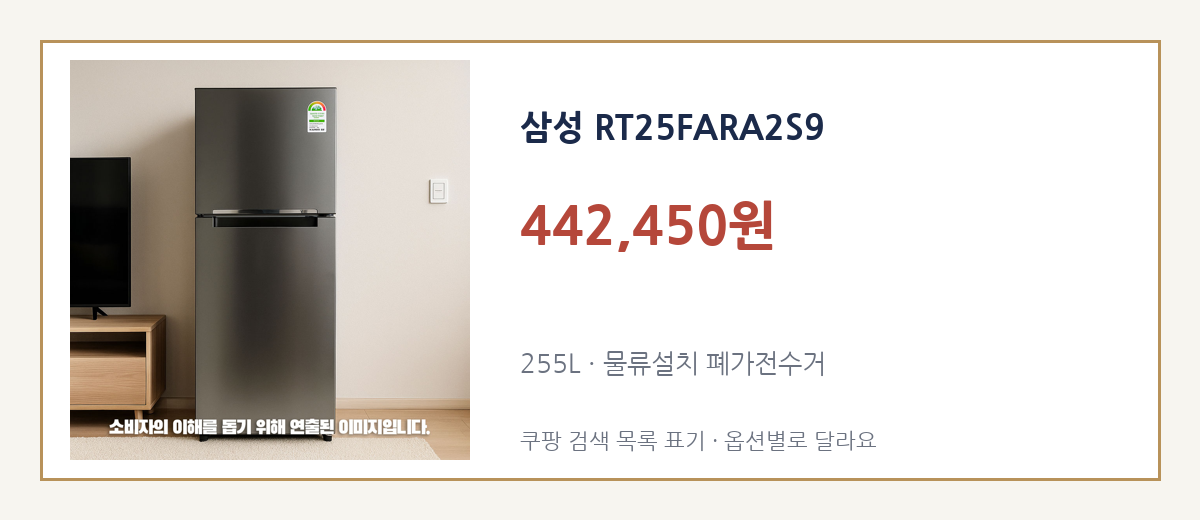 삼성 RT25FARA2S9
442,450원
255L · 물류설치 폐가전수거
쿠팡 검색 목록 표기 · 옵션별로 달라요
소비자의 이해를 돕기 위해 연출된 이미지입니다.